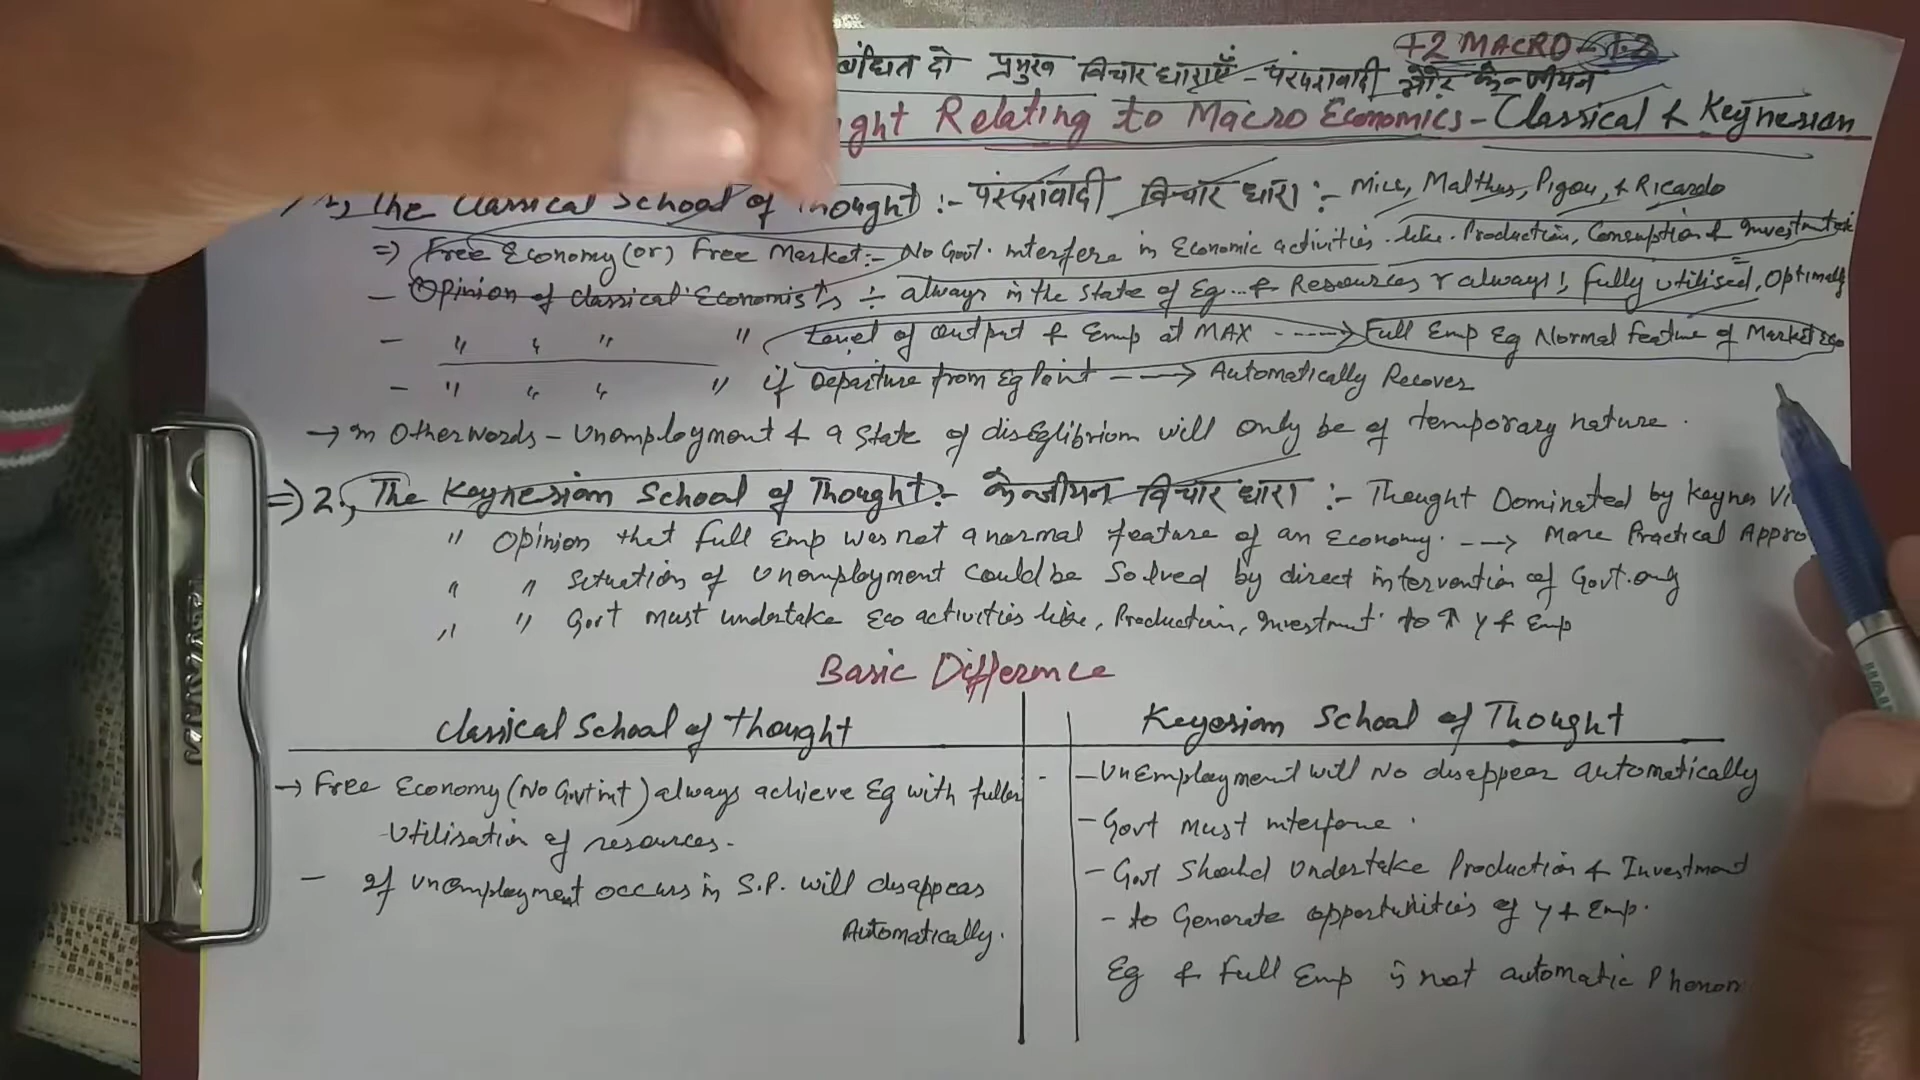 +2 MACRO - 1.2
बंधित दो प्रमुख विचार धाराएँ - परंपरावादी और केन्जीयन
ght Relating to Macro Economics - Classical & Keynesian
1, The Classical School of Thought :- परंपरावादी विचार धारा :- Mill, Malthus, Pigou, & Ricardo
=> Free Economy (or) Free Market :- No Govt. interfere in Economic activities like. Production, Consuption &
- Opinion of Classical Economists ÷ always in the State of Eq... & Resources r always fully utilised, Optimally
- " " " " Level of output & Emp at MAX ----> Full Emp Eq Normal feature of Market Eco
- " " " " if Departure from Eq Point ---> Automatically Recover
-> in Otherwords - Unemployment & a State of disEqlibriom will only be of temporary nature.
=> 2., The Keynesian School of Thought :- केन्जीयन विचार धारा :- Thought Dominated by Keynes Vi
" Opinion that full Emp was not a normal feature of an Economy. ---> More Practical Appro
" " Situation of Unemployment Could be Solved by direct intervention of Govt. only
" " Govt must undertake Eco activities like, Production, Investment to ↑ Y & Emp
Basic Difference
Classical School of Thought
Keyesian School of Thought
-> Free Economy (No Govt int) always achieve Eq with fuller
Utilisation of resources.
- If Unemployment occurs in S.P. will disappear
Automatically.
- UnEmployment will No disappear automatically
- Govt Must interfere.
- Govt Should Undertake Production & Investment
- to Generate opportunities of Y & Emp.
Eq & Full Emp is not automatic Phenom